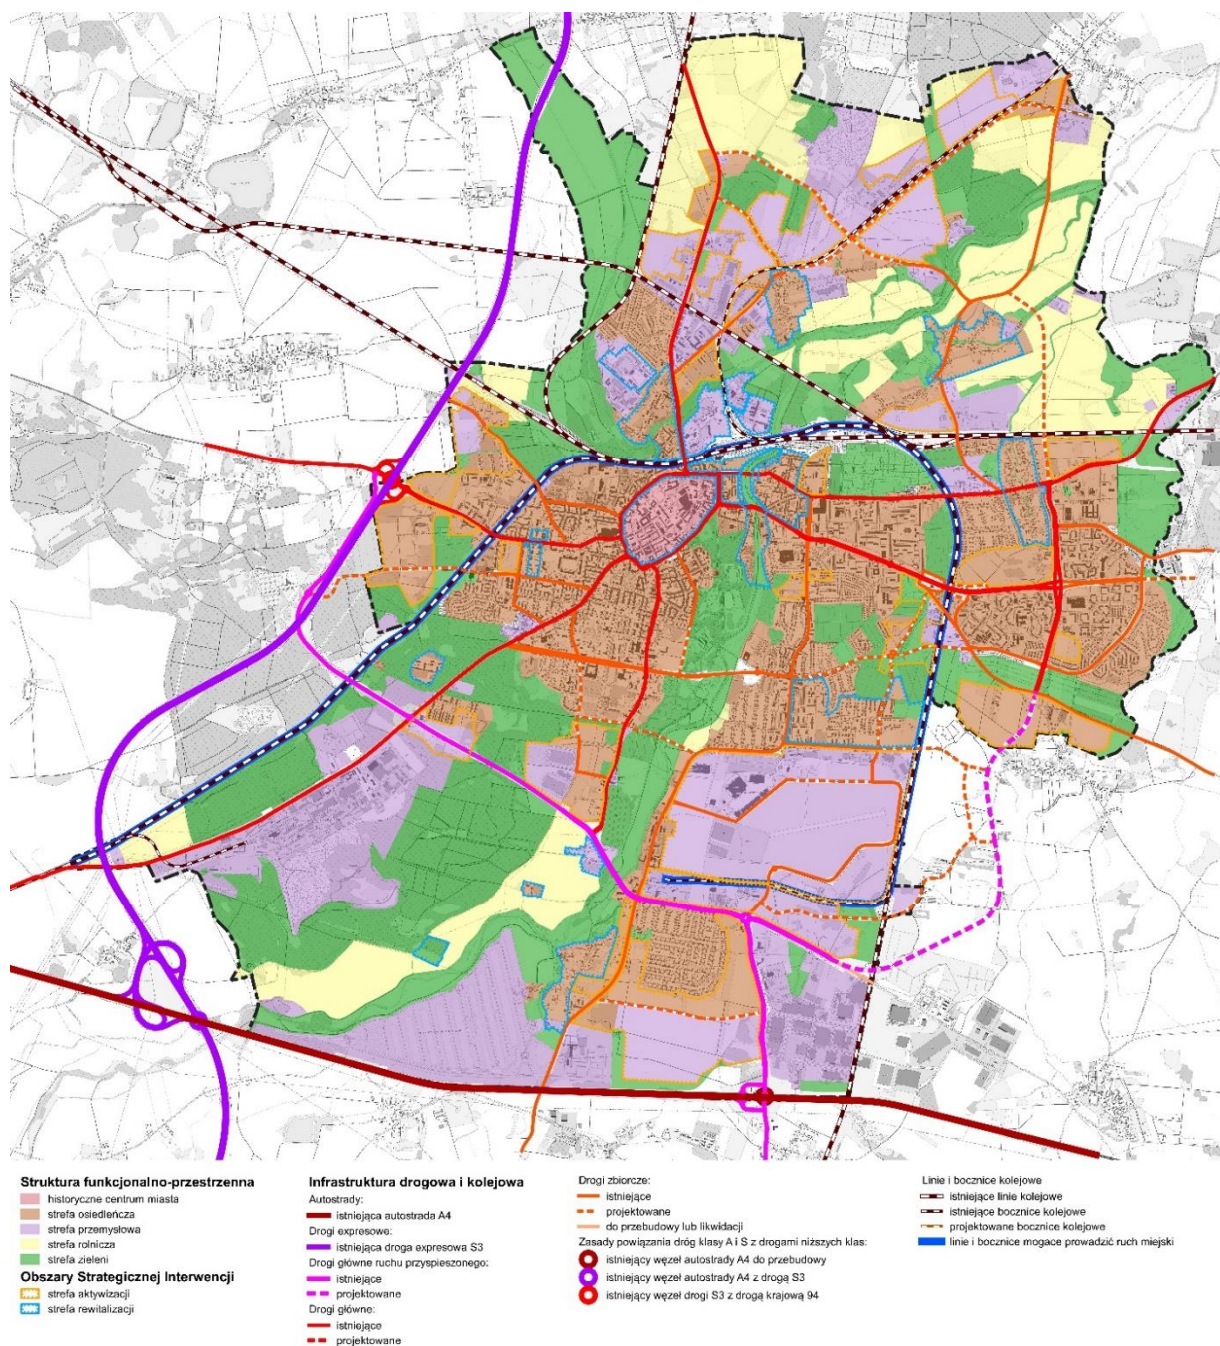 Struktura funkcjonalno-przestrzenna
historyczne centrum miasta
strefa osiedleńcza
strefa przemysłowa
strefa rolnicza
strefa zieleni
Obszary Strategicznej Interwencji
strefa aktywizacji
strefa rewitalizacji
Infrastruktura drogowa i kolejowa
Autostrady:
istniejąca autostrada A4
Drogi expresowe:
istniejąca droga expresowa S3
Drogi główne ruchu przyspieszonego:
istniejące
projektowane
Drogi główne:
istniejące
projektowane
Drogi zbiorcze:
istniejące
projektowane
do przebudowy lub likwidacji
Zasady powiązania dróg klasy A i S z drogami niższych klas:
istniejący węzeł autostrady A4 do przebudowy
istniejący węzeł autostrady A4 z drogą S3
istniejący węzeł drogi S3 z drogą krajową 94
Linie i bocznice kolejowe
istniejące linie kolejowe
istniejące bocznice kolejowe
projektowane bocznice kolejowe
linie i bocznice mogace prowadzić ruch miejski